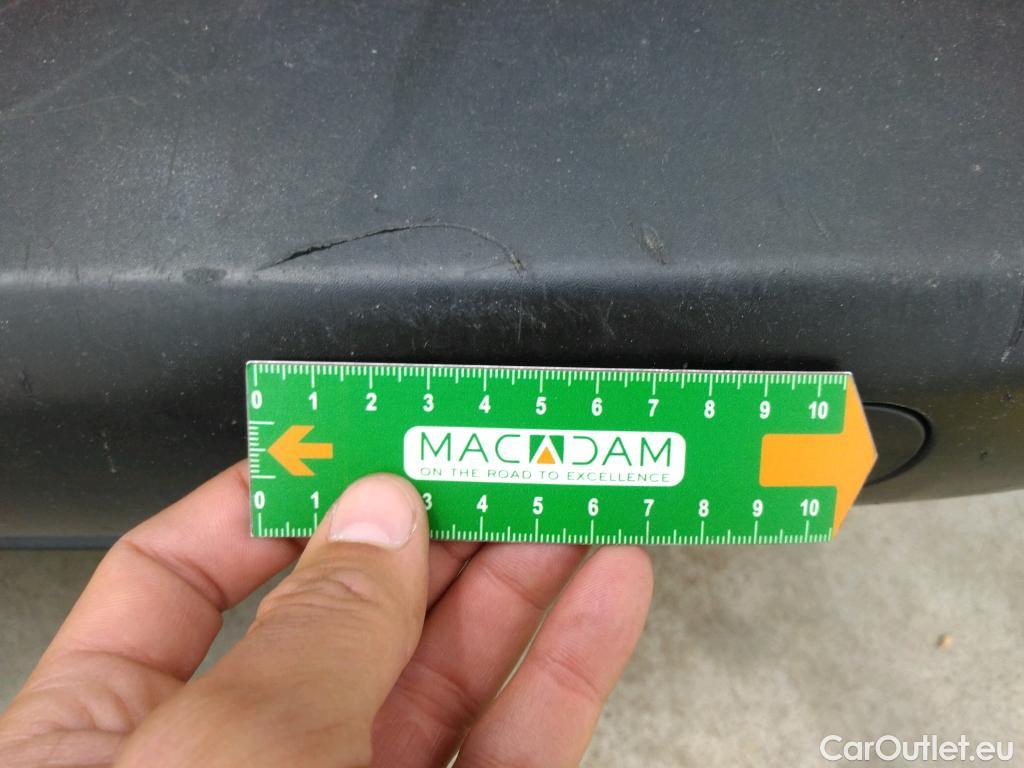 0 1 2 3 4 5 6 7 8 9 10
MACADAM
ON THE ROAD TO EXCELLENCE
0 1 3 4 5 6 7 8 9 10
CarOutlet.eu